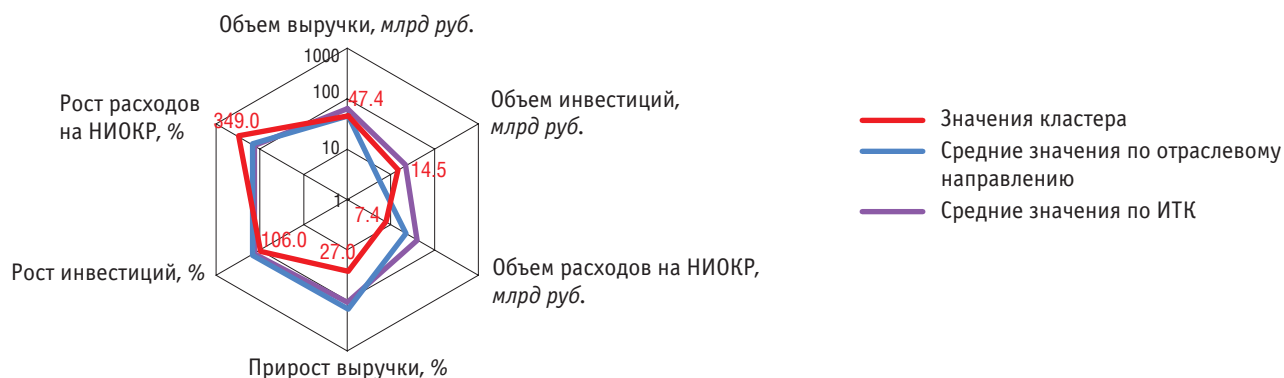 Объем выручки, млрд руб.
1000
Рост расходов
на НИОКР, %
349.0
100
47.4
Объем инвестиций,
млрд руб.
10
14.5
1
7.4
106.0
27.0
Рост инвестиций, %
Объем расходов на НИОКР,
млрд руб.
Прирост выручки, %
Значения кластера
Средние значения по отраслевому
направлению
Средние значения по ИТК